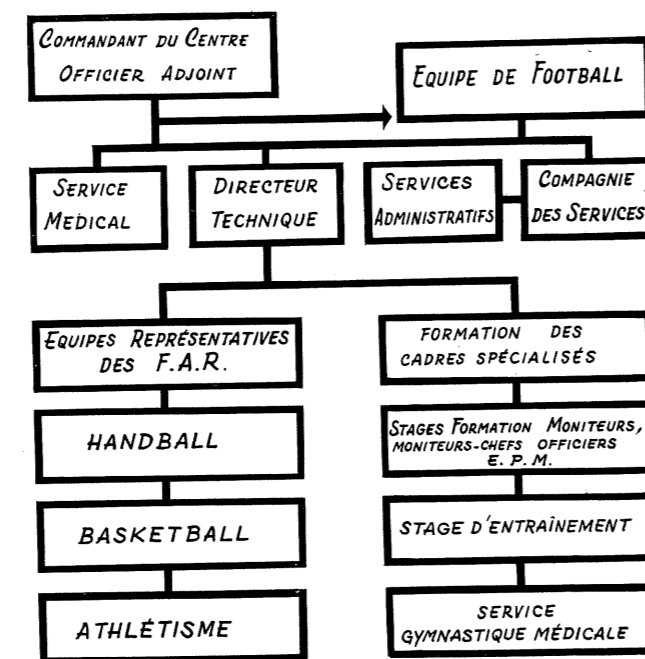 COMMANDANT DU CENTRE
OFFICIER ADJOINT
EQUIPE DE FOOTBALL
SERVICE
MEDICAL
DIRECTEUR
TECHNIQUE
SERVICES
ADMINISTRATIFS
COMPAGNIE
DES SERVICES
EQUIPES REPRÉSENTATIVES
DES F.A.R.
FORMATION DES
CADRES SPÉCIALISÉS
HANDBALL
STAGES FORMATION MONITEURS,
MONITEURS-CHEFS OFFICIERS
E. P. M.
BASKETBALL
STAGE D'ENTRAÎNEMENT
ATHLÉTISME
SERVICE
GYMNASTIQUE MÉDICALE